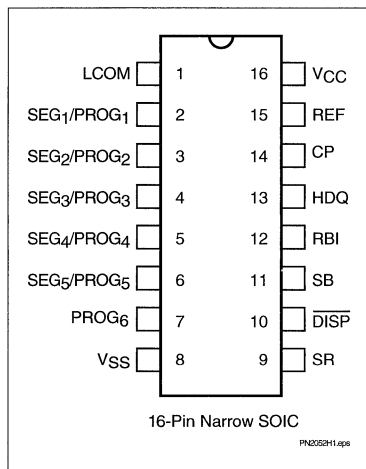 LCOM 1 16 VCC
SEG1/PROG1 2 15 REF
SEG2/PROG2 3 14 CP
SEG3/PROG3 4 13 HDQ
SEG4/PROG4 5 12 RBI
SEG5/PROG5 6 11 SB
PROG6 7 10 DISP
VSS 8 9 SR
16-Pin Narrow SOIC
PN2052H1.eps